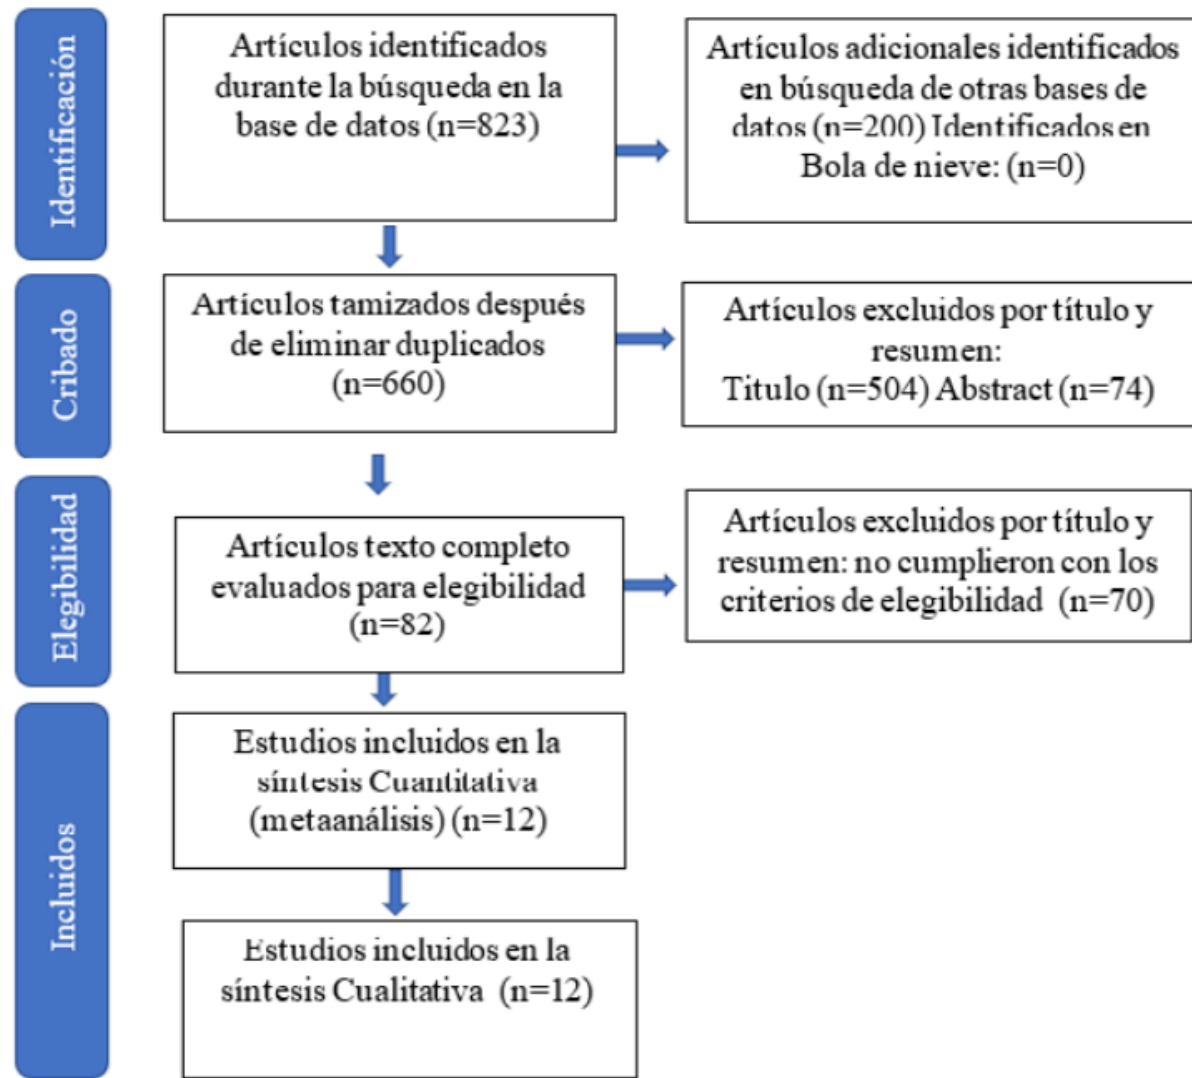 Identificación
Artículos identificados
durante la búsqueda en la
base de datos (n=823)
Artículos adicionales identificados
en búsqueda de otras bases de
datos (n=200) Identificados en
Bola de nieve: (n=0)
Cribado
Artículos tamizados después
de eliminar duplicados
(n=660)
Artículos excluidos por título y
resumen:
Titulo (n=504) Abstract (n=74)
Elegibilidad
Artículos texto completo
evaluados para elegibilidad
(n=82)
Artículos excluidos por título y
resumen: no cumplieron con los
criterios de elegibilidad (n=70)
Incluidos
Estudios incluidos en la
síntesis Cuantitativa
(metaanálisis) (n=12)
Estudios incluidos en la
síntesis Cualitativa (n=12)